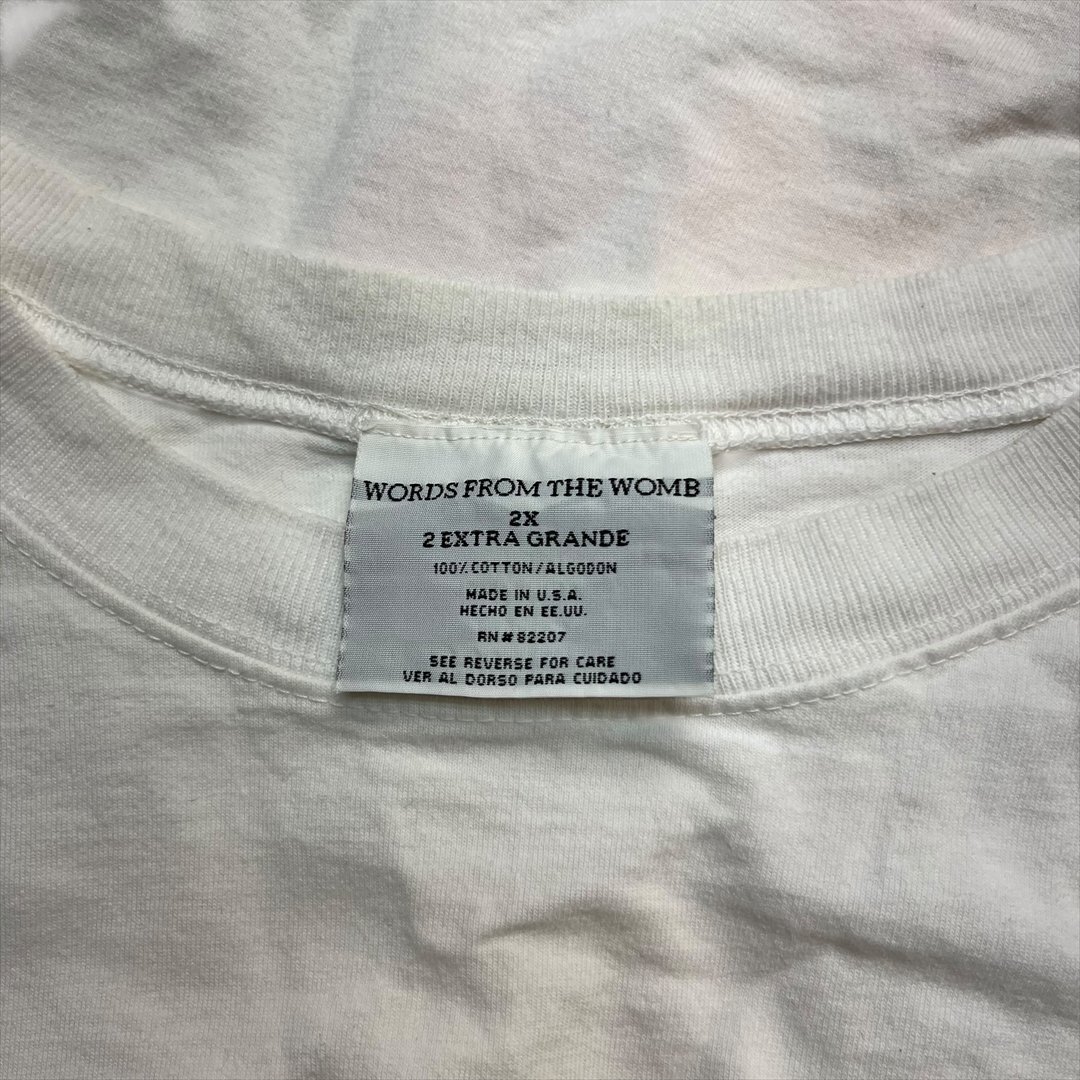 WORDS FROM THE WOMB
2X
2 EXTRA GRANDE
100% COTTON/ALGODON
MADE IN U.S.A.
HECHO EN EE.UU.
RN#82207
SEE REVERSE FOR CARE
VER AL DORSO PARA CUIDADO